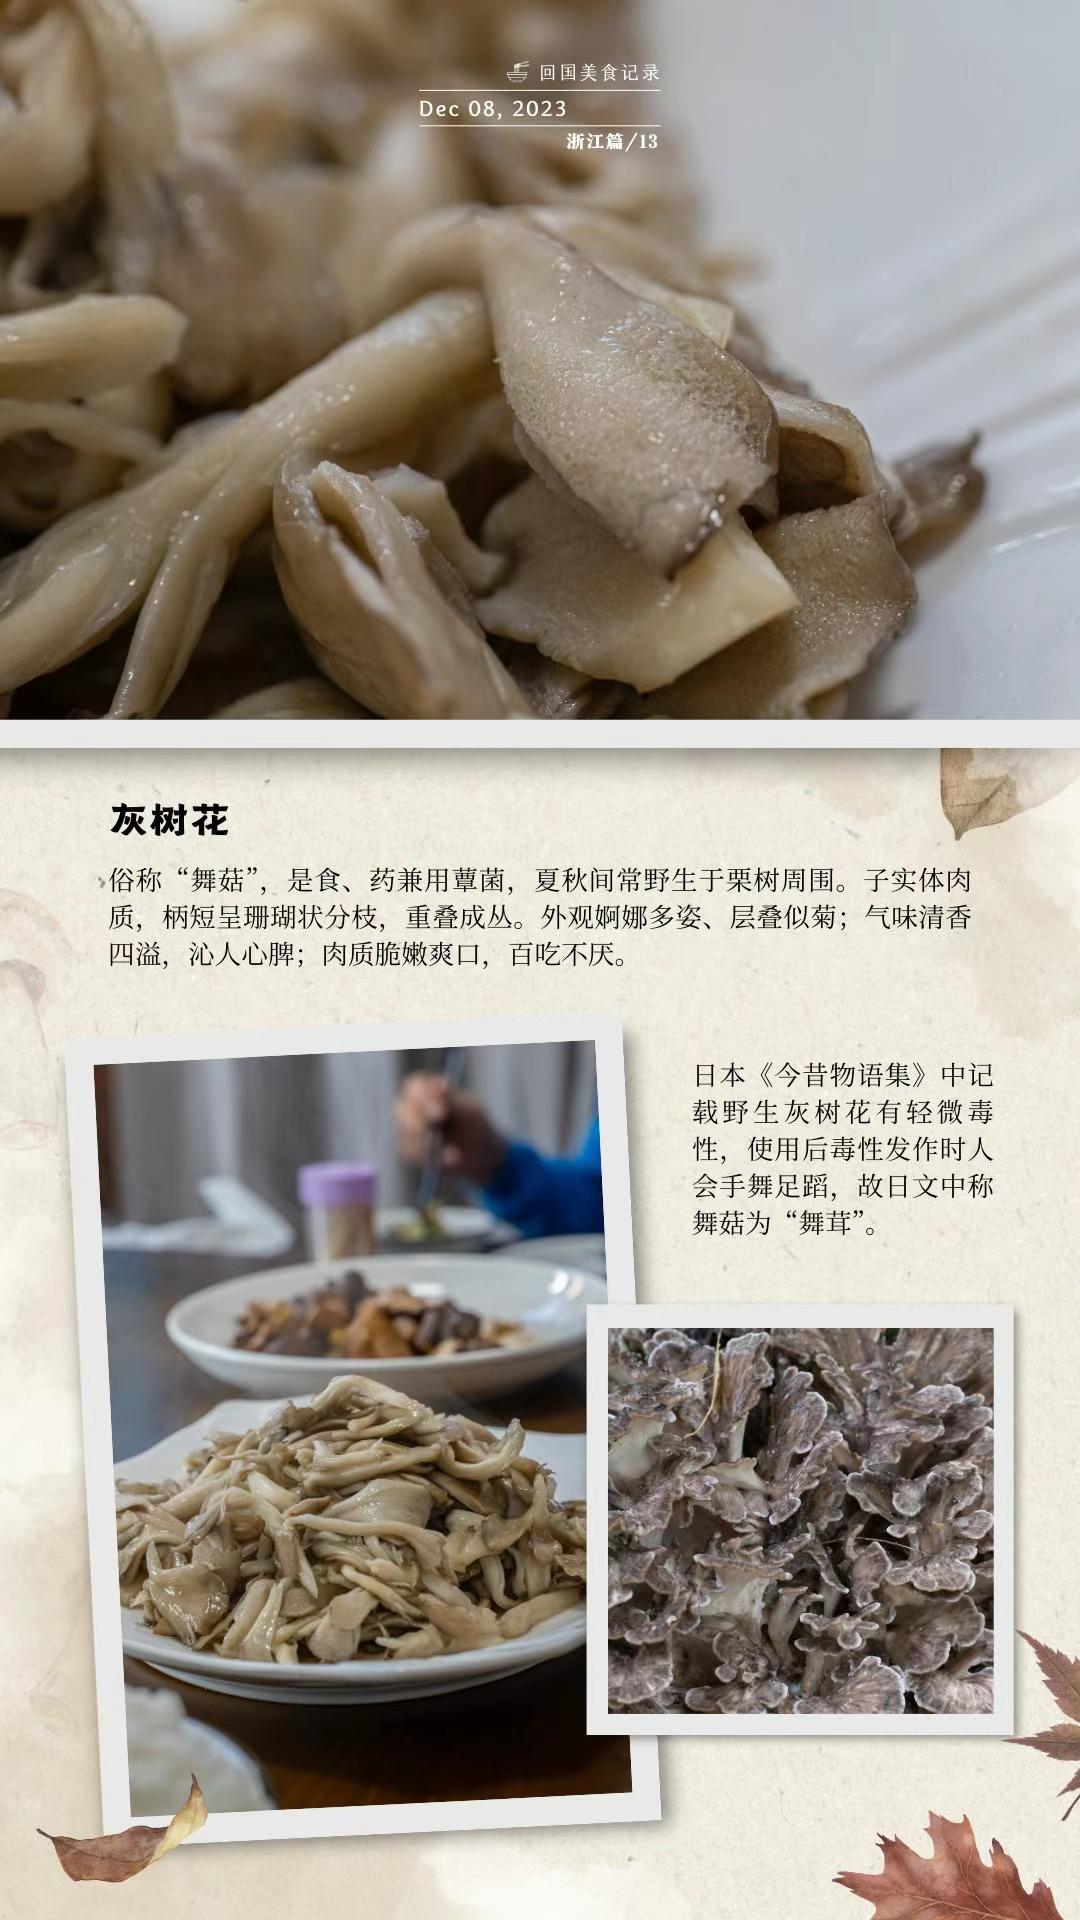 回国美食记录
Dec 08, 2023
浙江篇/13
灰树花
俗称“舞菇”，是食、药兼用蕈菌，夏秋间常野生于栗树周围。子实体肉
质，柄短呈珊瑚状分枝，重叠成丛。外观婀娜多姿、层叠似菊；气味清香
四溢，沁人心脾；肉质脆嫩爽口，百吃不厌。
日本《今昔物语集》中记
载野生灰树花有轻微毒
性，使用后毒性发作时人
会手舞足蹈，故日文中称
舞菇为“舞茸”。